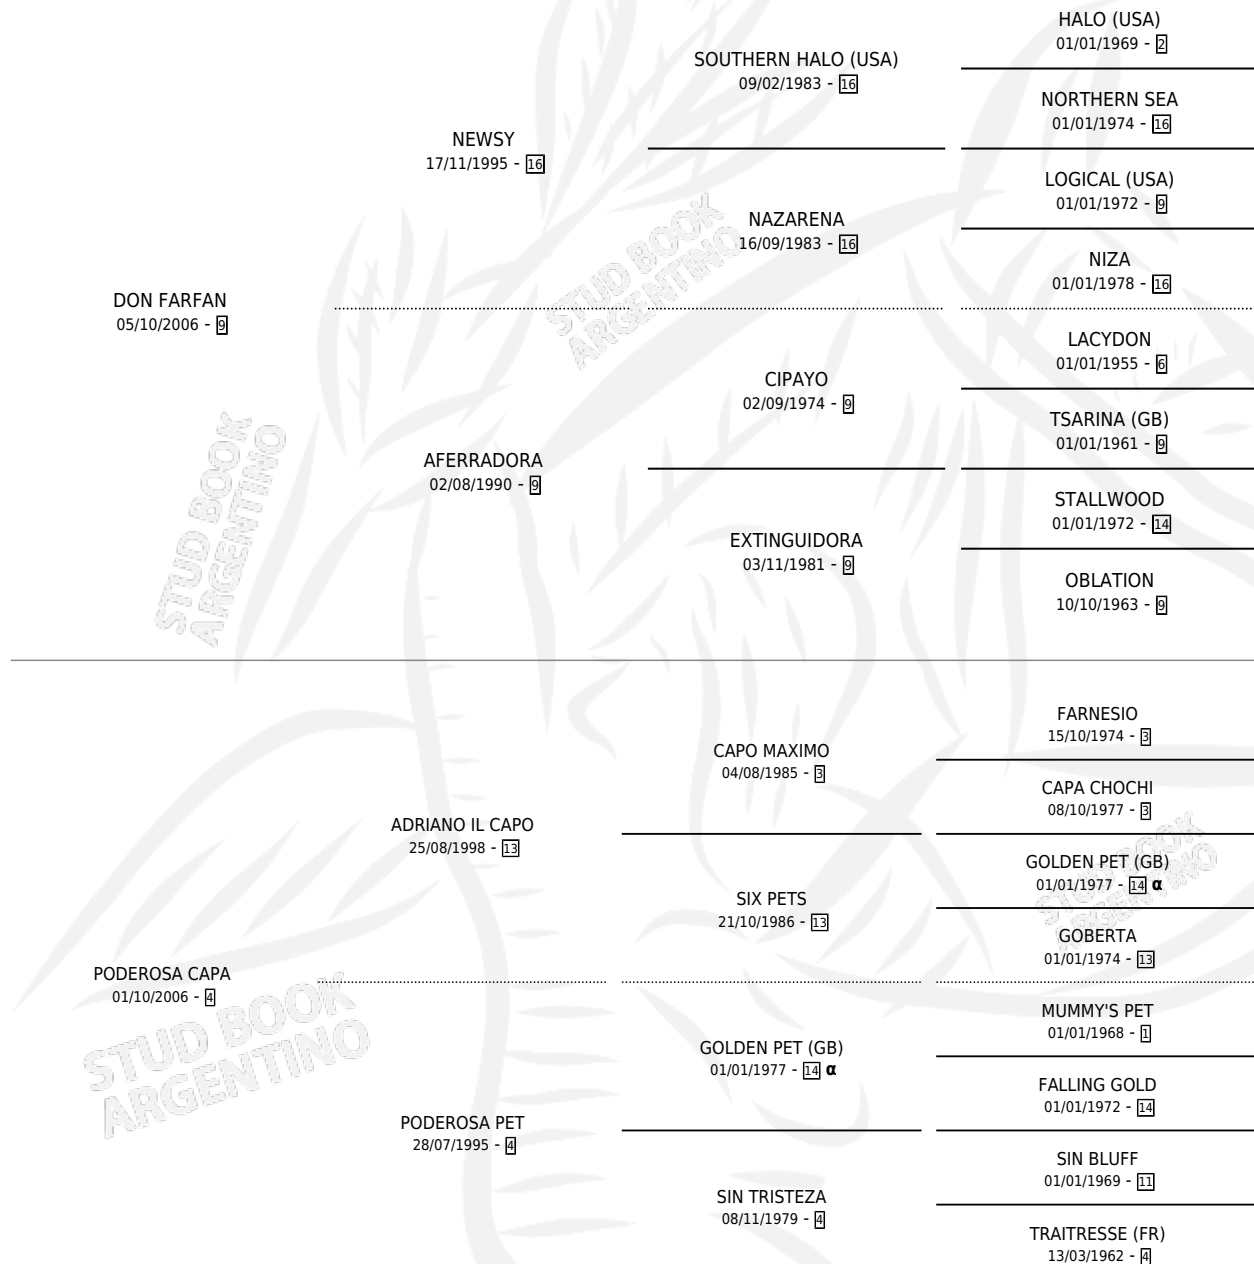 HALO (USA)
01/01/1969 - 2
SOUTHERN HALO (USA)
09/02/1983 - 16
NORTHERN SEA
01/01/1974 - 16
NEWSY
17/11/1995 - 16
LOGICAL (USA)
01/01/1972 - 9
NAZARENA
16/09/1983 - 16
NIZA
01/01/1978 - 16
STUD BOOK
ARGENTINO
DON FARFAN
05/10/2006 - 9
LACYDON
01/01/1955 - 6
CIPAYO
02/09/1974 - 9
TSARINA (GB)
01/01/1961 - 9
AFERRADORA
02/08/1990 - 9
STALLWOOD
01/01/1972 - 14
EXTINGUIDORA
03/11/1981 - 9
OBLATION
10/10/1963 - 9
STUD BOOK
ARGENTINO
FARNESIO
15/10/1974 - 3
CAPO MAXIMO
04/08/1985 - 3
CAPA CHOCHI
08/10/1977 - 3
ADRIANO IL CAPO
25/08/1998 - 13
GOLDEN PET (GB)
01/01/1977 - 14 α
SIX PETS
21/10/1986 - 13
GOBERTA
01/01/1974 - 13
STUD BOOK
ARGENTINO
PODEROSA CAPA
01/10/2006 - 4
MUMMY'S PET
01/01/1968 - 1
GOLDEN PET (GB)
01/01/1977 - 14 α
FALLING GOLD
01/01/1972 - 14
PODEROSA PET
28/07/1995 - 4
SIN BLUFF
01/01/1969 - 11
SIN TRISTEZA
08/11/1979 - 4
TRAITRESSE (FR)
13/03/1962 - 4
STUD BOOK
ARGENTINO